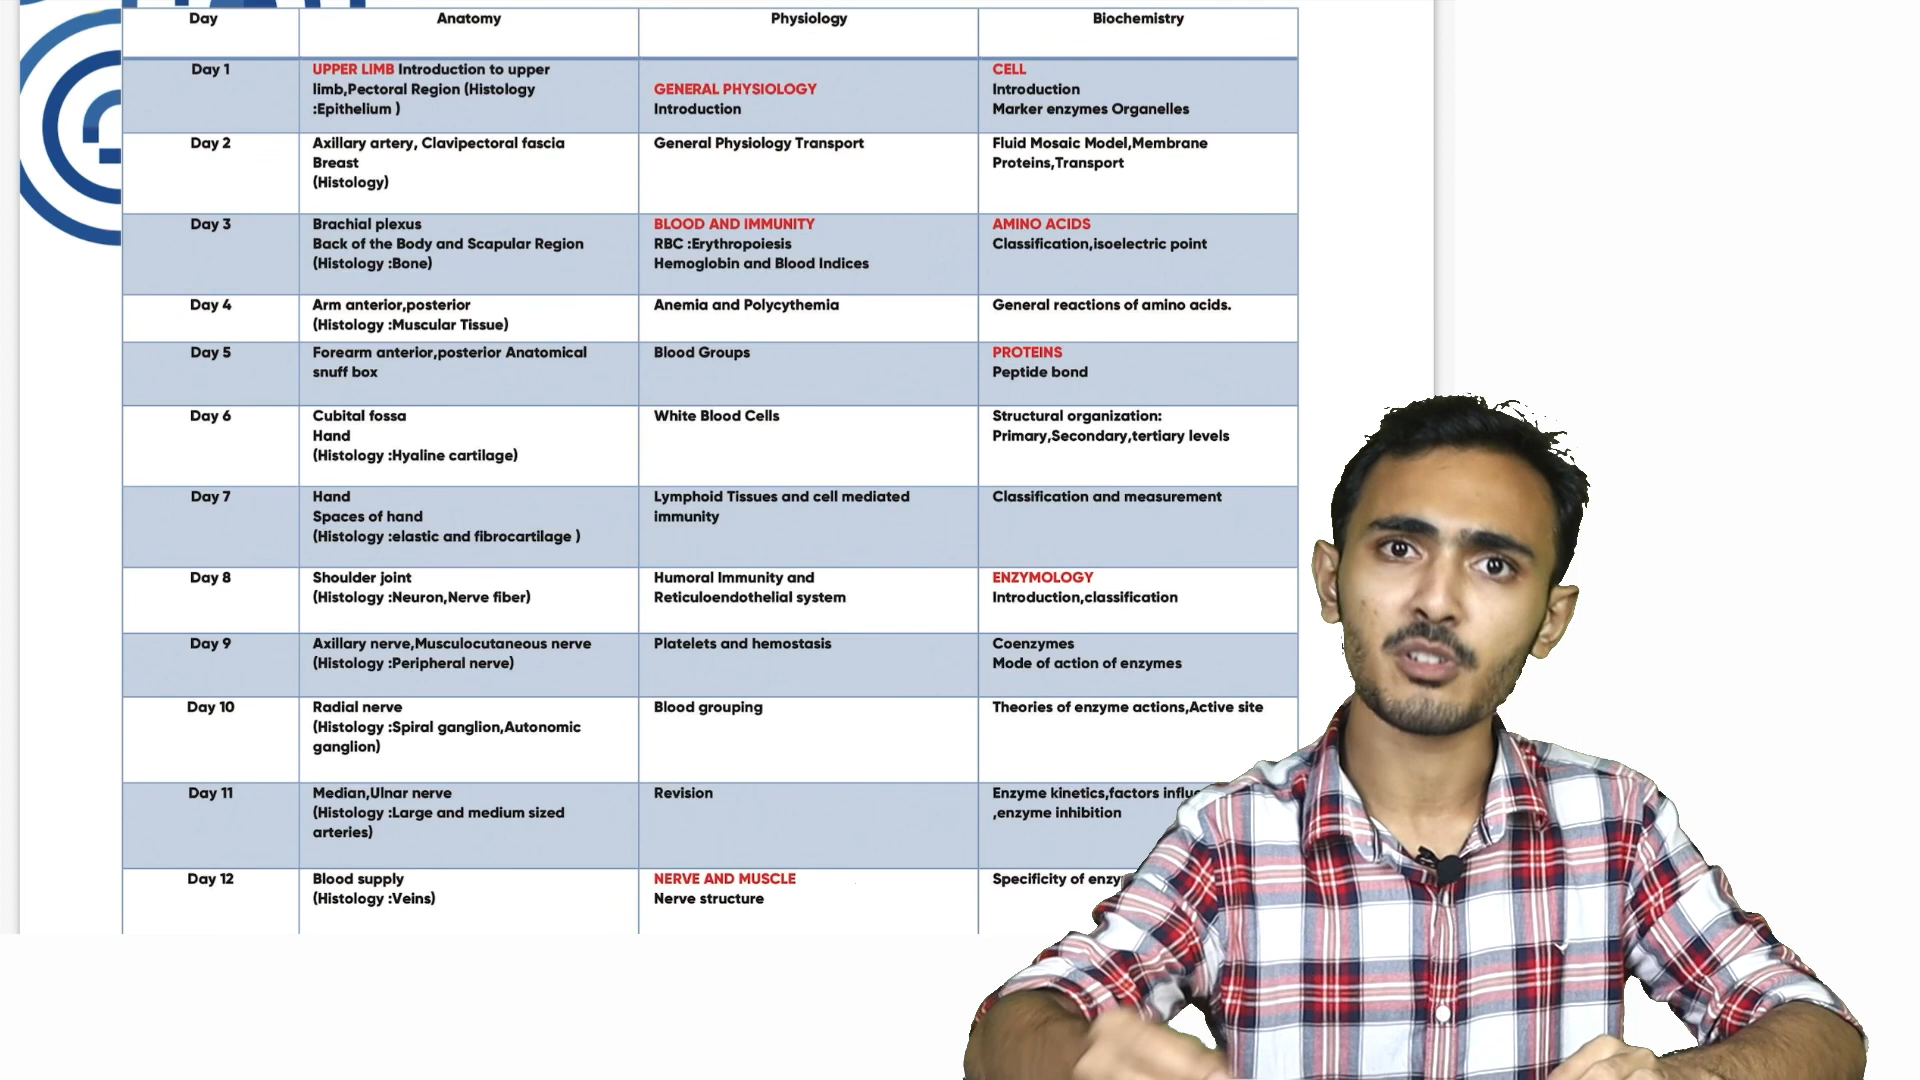 Day Anatomy Physiology Biochemistry
Day 1
UPPER LIMB Introduction to upper
limb,Pectoral Region (Histology
:Epithelium )
GENERAL PHYSIOLOGY
Introduction
CELL
Introduction
Marker enzymes Organelles
Day 2
Axillary artery, Clavipectoral fascia
Breast
(Histology)
General Physiology Transport
Fluid Mosaic Model,Membrane
Proteins,Transport
Day 3
Brachial plexus
Back of the Body and Scapular Region
(Histology :Bone)
BLOOD AND IMMUNITY
RBC :Erythropoiesis
Hemoglobin and Blood Indices
AMINO ACIDS
Classification,isoelectric point
Day 4
Arm anterior,posterior
(Histology :Muscular Tissue)
Anemia and Polycythemia
General reactions of amino acids.
Day 5
Forearm anterior,posterior Anatomical
snuff box
Blood Groups
PROTEINS
Peptide bond
Day 6
Cubital fossa
Hand
(Histology :Hyaline cartilage)
White Blood Cells
Structural organization:
Primary,Secondary,tertiary levels
Day 7
Hand
Spaces of hand
(Histology :elastic and fibrocartilage )
Lymphoid Tissues and cell mediated
immunity
Classification and measurement
Day 8
Shoulder joint
(Histology :Neuron,Nerve fiber)
Humoral Immunity and
Reticuloendothelial system
ENZYMOLOGY
Introduction,classification
Day 9
Axillary nerve,Musculocutaneous nerve
(Histology :Peripheral nerve)
Platelets and hemostasis
Coenzymes
Mode of action of enzymes
Day 10
Radial nerve
(Histology :Spiral ganglion,Autonomic
ganglion)
Blood grouping
Theories of enzyme actions,Active site
Day 11
Median,Ulnar nerve
(Histology :Large and medium sized
arteries)
Revision
Enzyme kinetics,factors
,enzyme inhibition
Day 12
Blood supply
(Histology :Veins)
NERVE AND MUSCLE
Nerve structure
Specificity of